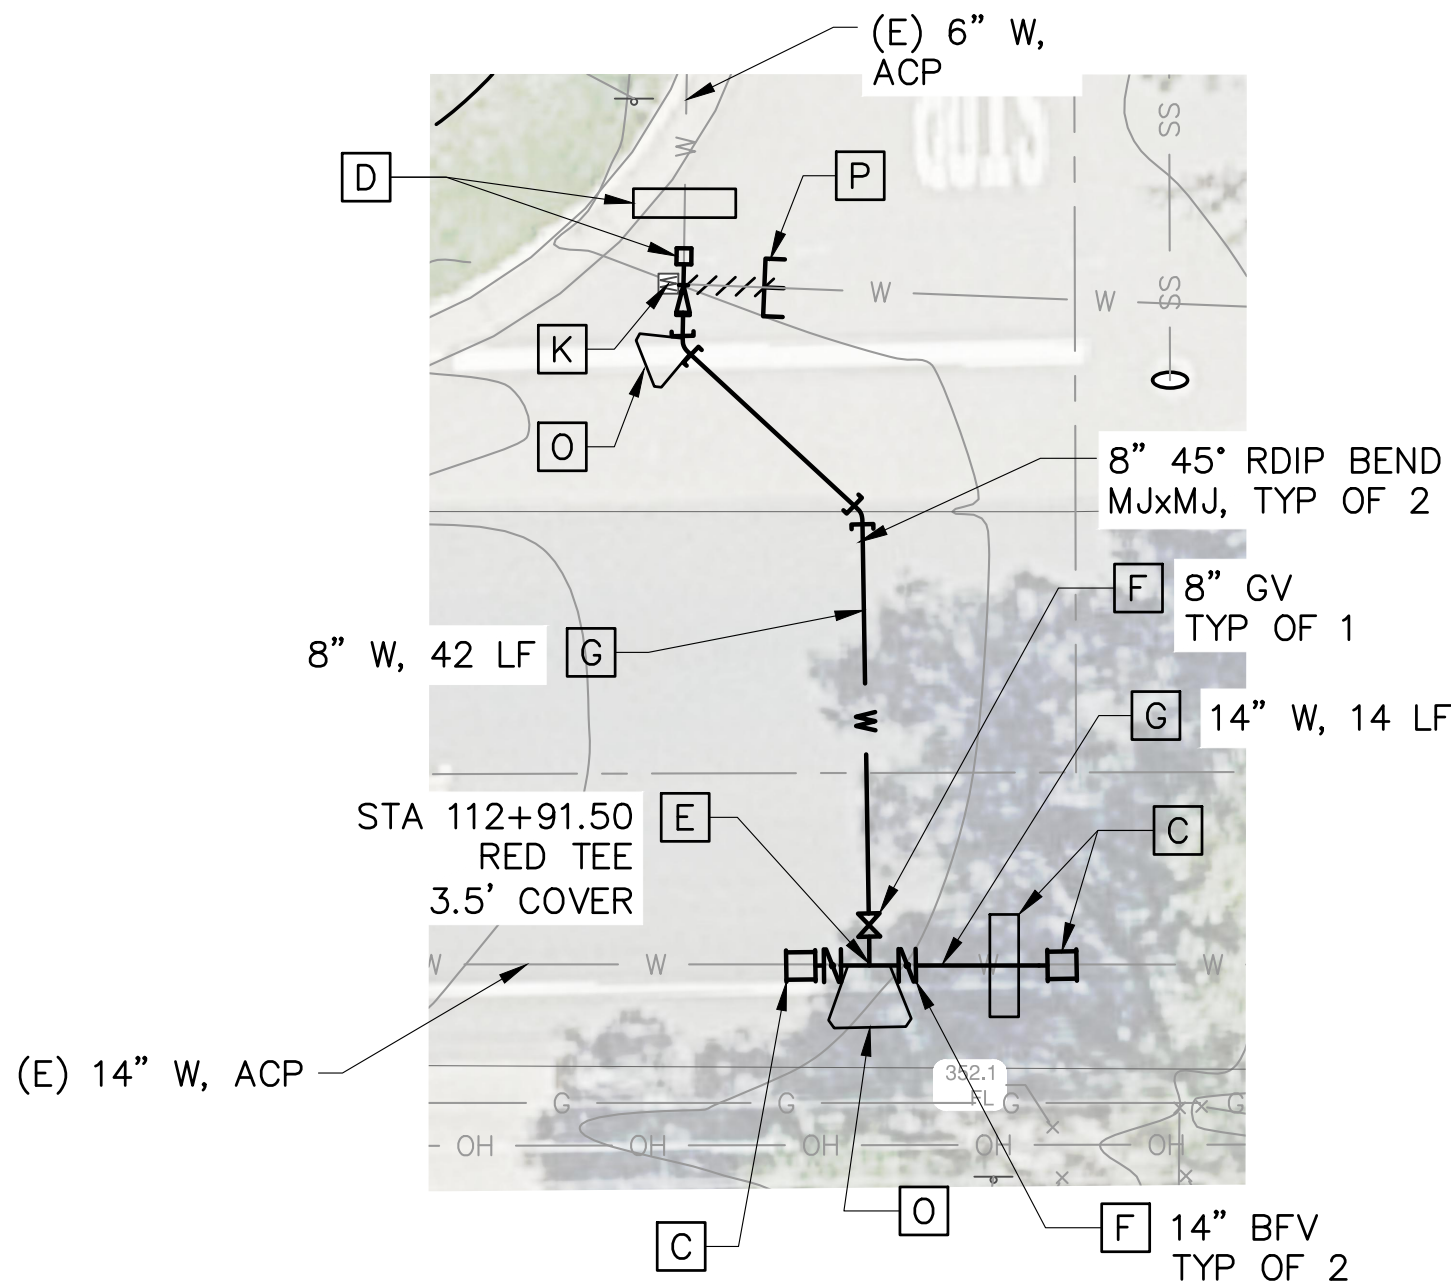 (E) 6” W,
ACP
SS
W
D
P
K
W
W
W
SS
O
8” 45° RDIP BEND
MJxMJ, TYP OF 2
F
8” GV
TYP OF 1
8” W, 42 LF
G
W
G
14” W, 14 LF
STA 112+91.50
RED TEE
3.5’ COVER
E
C
W
W
W
W
(E) 14” W, ACP
352.1
FL
G
G
G
G
OH
OH
OH
OH
OH
O
C
F
14” BFV
TYP OF 2